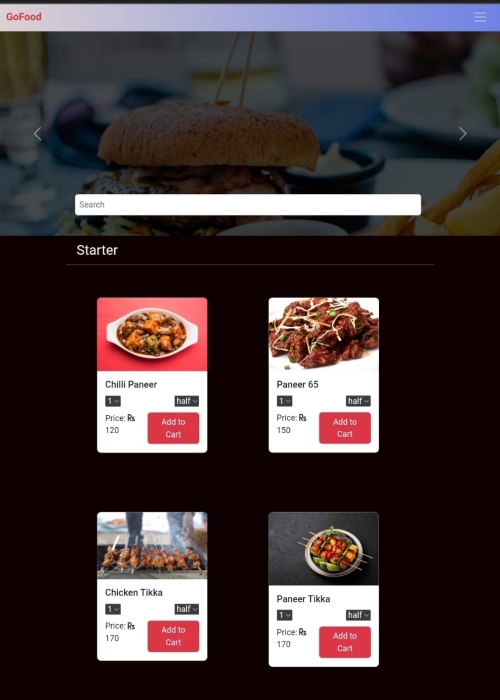 GoFood
Search
Starter
Chilli Paneer
1 half
Price: ₨ Add to
120 Cart
Paneer 65
1 half
Price: ₨ Add to
150 Cart
Chicken Tikka
1 half
Price: ₨ Add to
170 Cart
Paneer Tikka
1 half
Price: ₨ Add to
170 Cart